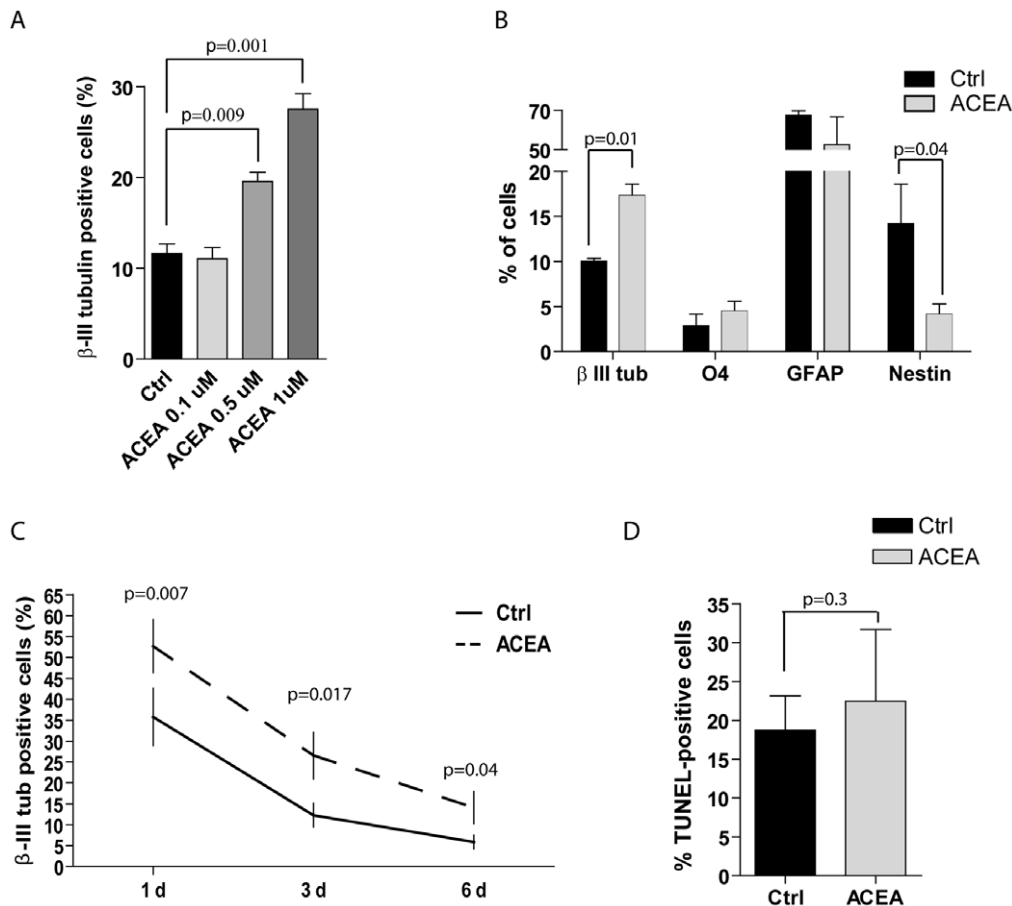 A
β-III tubulin positive cells (%)
30
20
10
0
p=0.001
p=0.009
Ctrl
ACEA 0.1 uM
ACEA 0.5 uM
ACEA 1uM
B
Ctrl
ACEA
% of cells
70
50
20
15
10
5
0
p=0.01
p=0.04
β III tub
O4
GFAP
Nestin
C
β-III tub positive cells (%)
65
60
55
50
45
40
35
30
25
20
15
10
5
0
p=0.007
p=0.017
p=0.04
Ctrl
ACEA
1 d
3 d
6 d
D
Ctrl
ACEA
% TUNEL-positive cells
35
30
25
20
15
10
5
0
p=0.3
Ctrl
ACEA